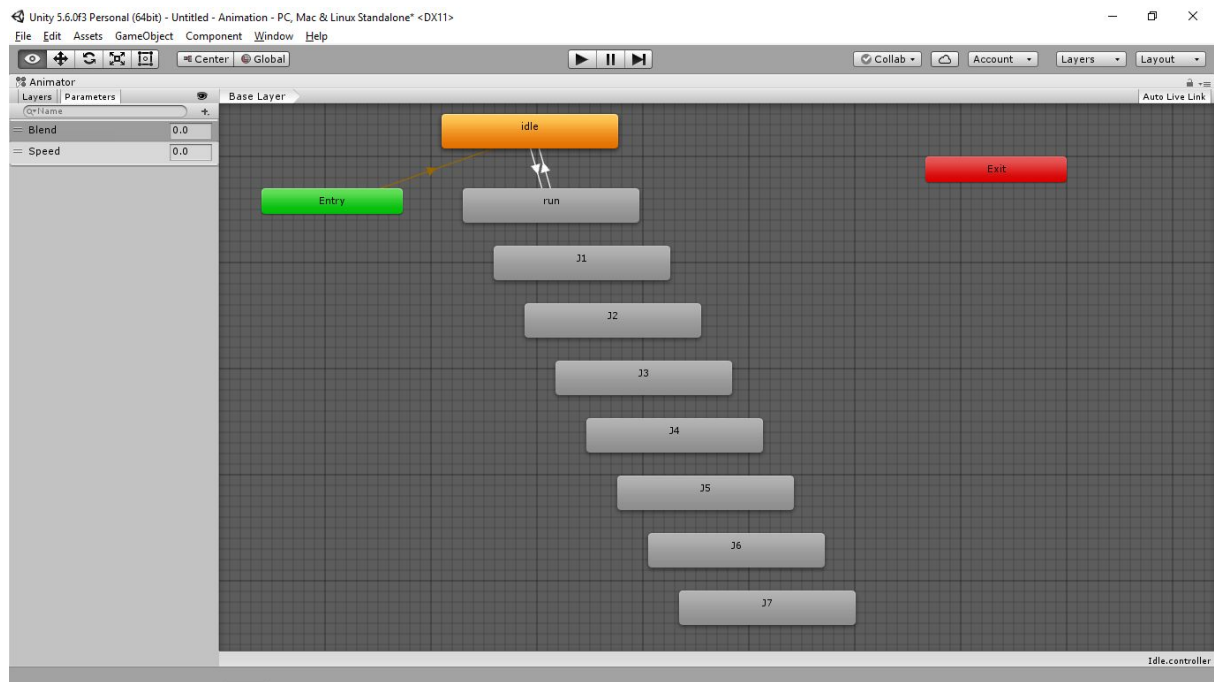 Unity 5.6.0f3 Personal (64bit) - Untitled - Animation - PC, Mac & Linux Standalone* <DX11>
File Edit Assets GameObject Component Window Help
Center Global Collab Account Layers Layout
Animator
Layers Parameters Base Layer Auto Live Link
Name
Blend 0.0
Speed 0.0
idle
Exit
Entry
run
J1
J2
J3
J4
J5
J6
J7
Idle.controller